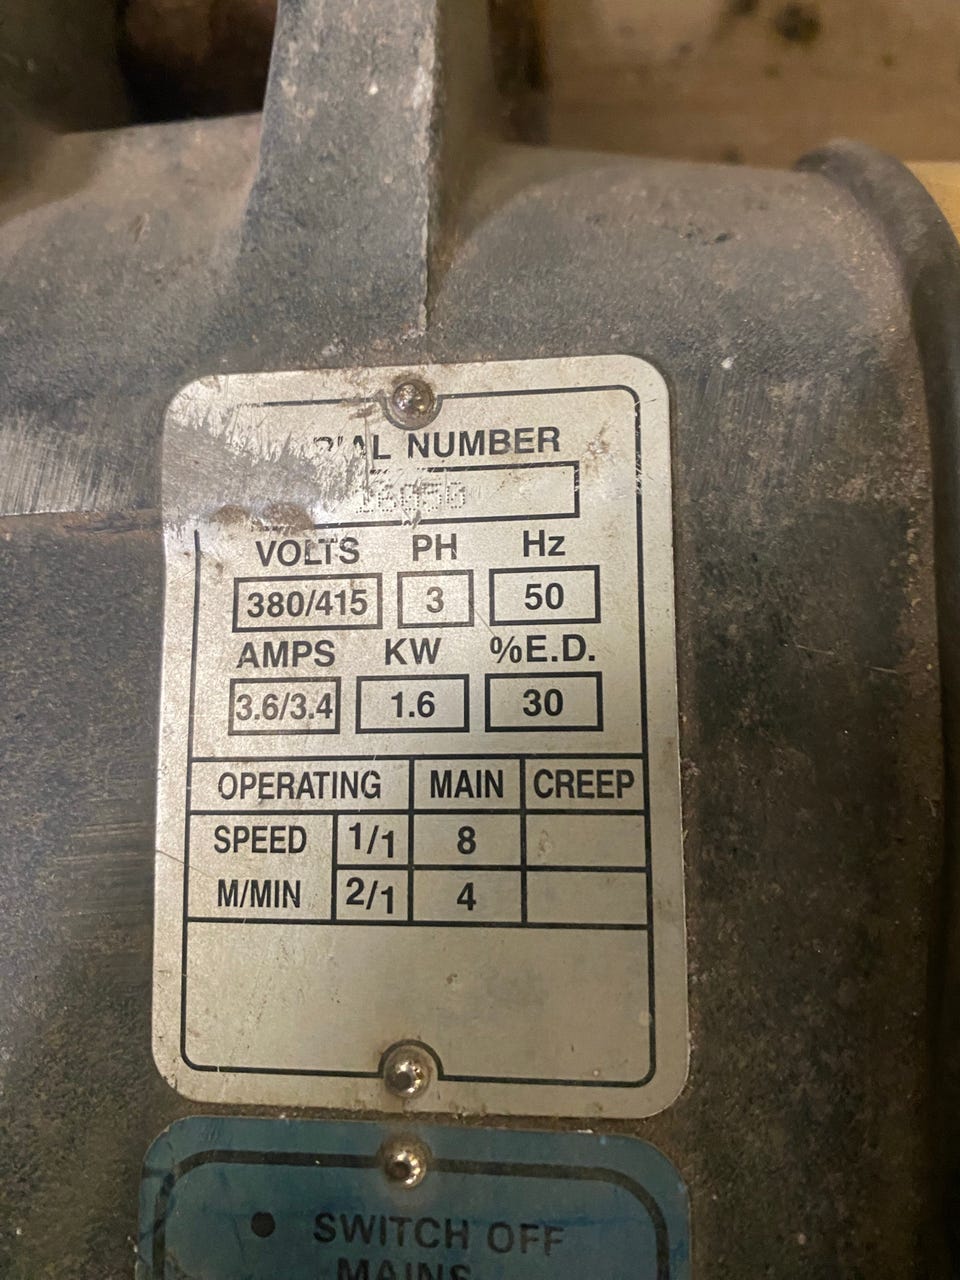 NUMBER
VOLTS PH Hz
380/415 3 50
AMPS KW %E.D.
3.6/3.4 1.6 30
OPERATING MAIN CREEP
SPEED 1/1 8
M/MIN 2/1 4
SWITCH OFF
MAINS